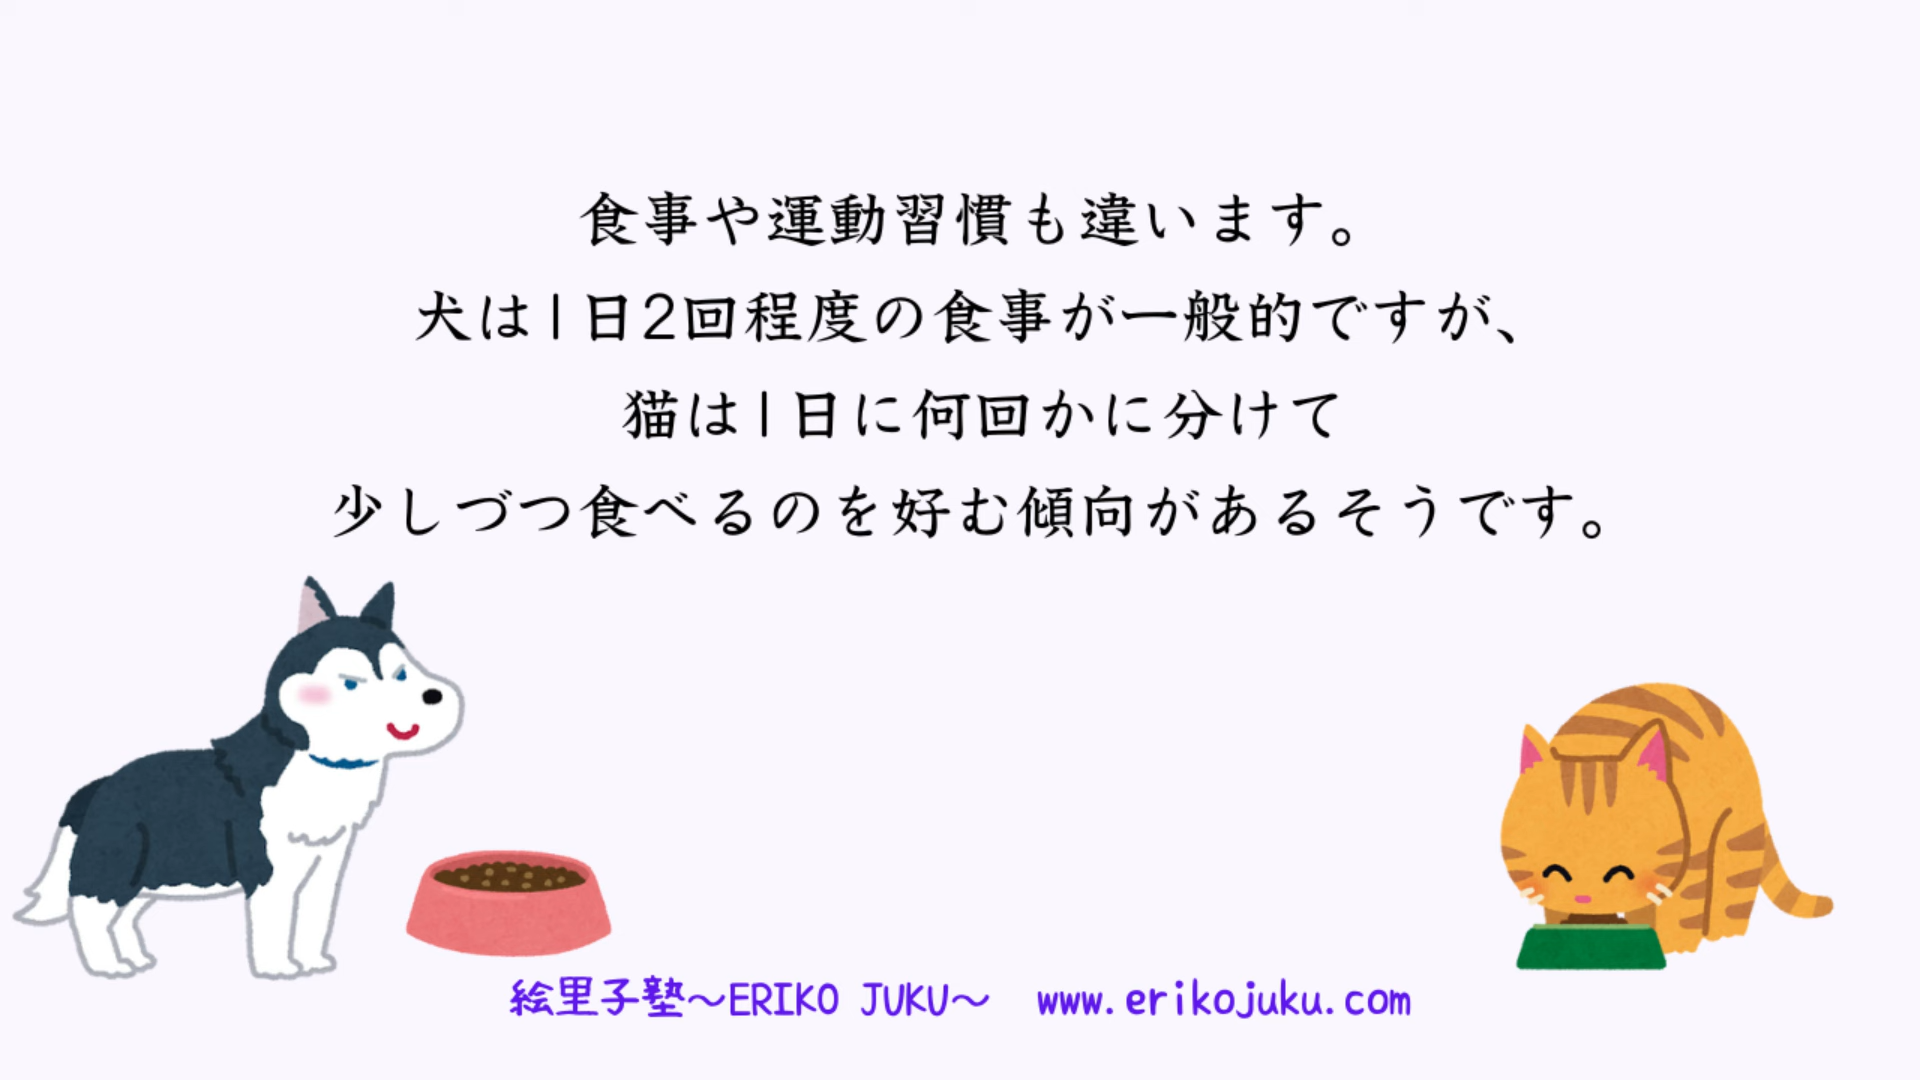 食事や運動習慣も違います。
犬は1日2回程度の食事が一般的ですが、
猫は1日に何回かに分けて
少しづつ食べるのを好む傾向があるそうです。
絵里子塾〜ERIKO JUKU〜　www.erikojuku.com